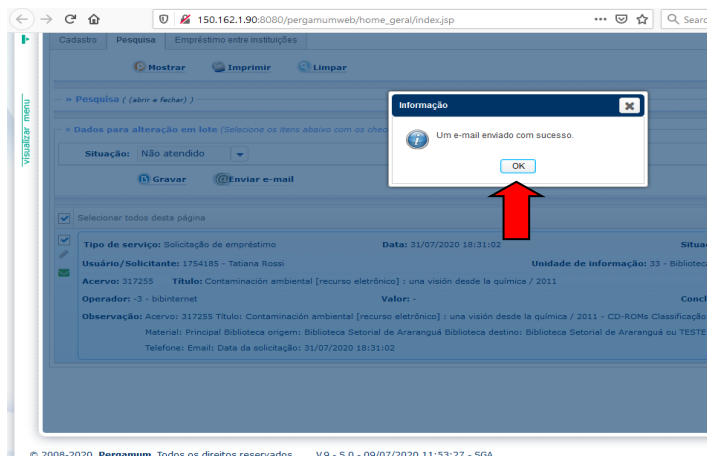 150.162.1.90:8080/pergamumweb/home_geral/index.jsp
Searc
Cadastro Pesquisa Empréstimo entre instituições
Mostrar Imprimir Limpar
visualizar menu
» Pesquisa ( (abrir e fechar) )
Informação
Um e-mail enviado com sucesso.
OK
» Dados para alteração em lote (Selecione os itens abaixo com os chec
Situação: Não atendido
Gravar Enviar e-mail
Selecionar todos desta página
Tipo de serviço: Solicitação de empréstimo Data: 31/07/2020 18:31:02 Situaç
Usuário/Solicitante: 1754185 - Tatiana Rossi Unidade de informação: 33 - Biblioteca
Acervo: 317255 Título: Contaminación ambiental [recurso eletrônico] : una visión desde la química / 2011
Operador: -3 - bibinternet Valor: - Concl
Observação: Acervo: 317255 Título: Contaminación ambiental [recurso eletrônico] : una visión desde la química / 2011 - CD-ROMs Classificação
Material: Principal Biblioteca origem: Biblioteca Setorial de Araranguá Biblioteca destino: Biblioteca Setorial de Araranguá ou TESTE
Telefone: Email: Data da solicitação: 31/07/2020 18:31:02
© 2008-2020. Pergamum. Todos os direitos reservados. V.9 - 5.0 - 09/07/2020 11:53:27 - SGA